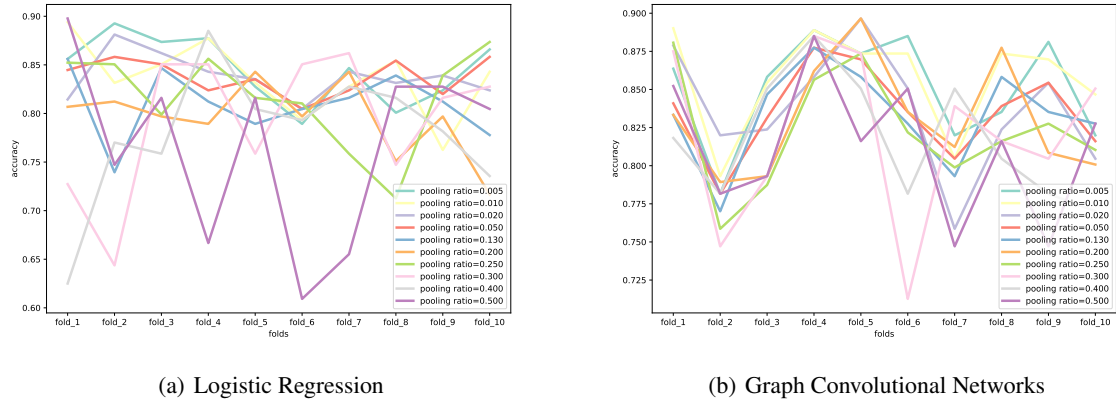 0.90
0.85
0.80
0.75
0.70
0.65
0.60
accuracy
fold_1 fold_2 fold_3 fold_4 fold_5 fold_6 fold_7 fold_8 fold_9 fold_10
folds
pooling ratio=0.005
pooling ratio=0.010
pooling ratio=0.020
pooling ratio=0.050
pooling ratio=0.130
pooling ratio=0.200
pooling ratio=0.250
pooling ratio=0.300
pooling ratio=0.400
pooling ratio=0.500
(a) Logistic Regression
0.900
0.875
0.850
0.825
0.800
0.775
0.750
0.725
accuracy
fold_1 fold_2 fold_3 fold_4 fold_5 fold_6 fold_7 fold_8 fold_9 fold_10
folds
pooling ratio=0.005
pooling ratio=0.010
pooling ratio=0.020
pooling ratio=0.050
pooling ratio=0.130
pooling ratio=0.200
pooling ratio=0.250
pooling ratio=0.300
pooling ratio=0.400
pooling ratio=0.500
(b) Graph Convolutional Networks